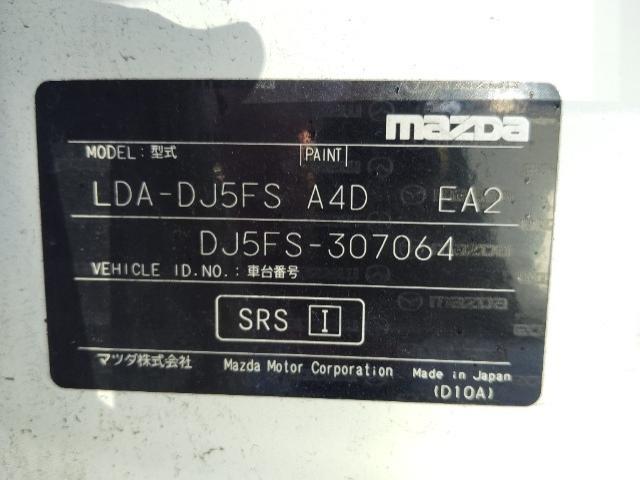 mazda
MODEL : 型式 PAINT
LDA-DJ5FS A4D EA2
DJ5FS-307064
VEHICLE ID.NO. : 車台番号
SRS I
マツダ株式会社 Mazda Motor Corporation Made in Japan
(D10A)